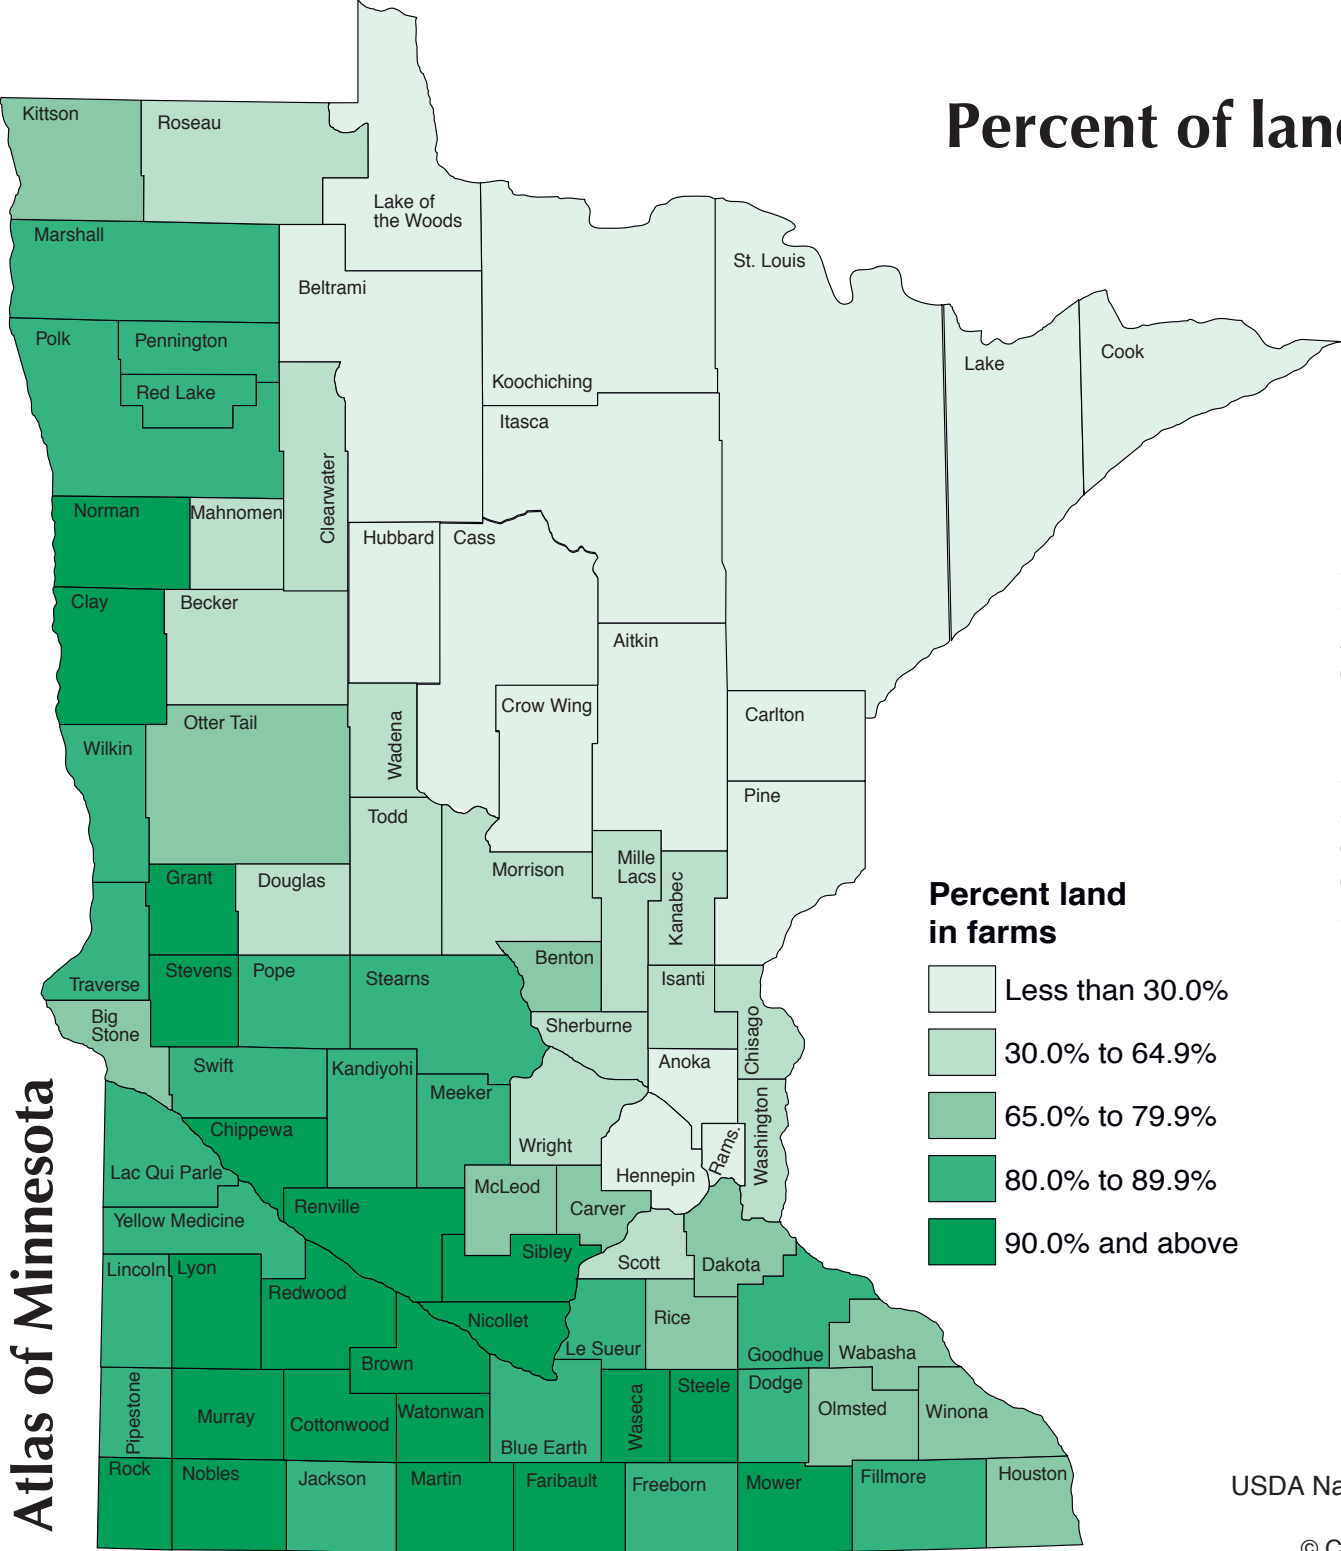 Percent of land
Kittson
Roseau
Lake of
the Woods
Marshall
St. Louis
Beltrami
Polk
Pennington
Cook
Lake
Koochiching
Red Lake
Itasca
Clearwater
Norman
Mahnomen
Hubbard
Cass
Clay
Becker
Aitkin
Crow Wing
Carlton
Otter Tail
Wadena
Wilkin
Pine
Todd
Mille
Lacs
Morrison
Kanabec
Grant
Douglas
Percent land
in farms
Less than 30.0%
30.0% to 64.9%
65.0% to 79.9%
80.0% to 89.9%
90.0% and above
Benton
Stevens
Pope
Stearns
Isanti
Traverse
Big
Stone
Sherburne
Chisago
Swift
Kandiyohi
Anoka
Meeker
Chippewa
Wright
Rams.
Washington
Lac Qui Parle
Hennepin
McLeod
Renville
Carver
Yellow Medicine
Sibley
Scott
Dakota
Lincoln
Lyon
Redwood
Nicollet
Rice
Le Sueur
Goodhue
Wabasha
Brown
Pipestone
Murray
Cottonwood
Watonwan
Blue Earth
Waseca
Steele
Dodge
Olmsted
Winona
Rock
Nobles
Jackson
Martin
Faribault
Freeborn
Mower
Fillmore
Houston
Atlas of Minnesota
USDA Na
© C